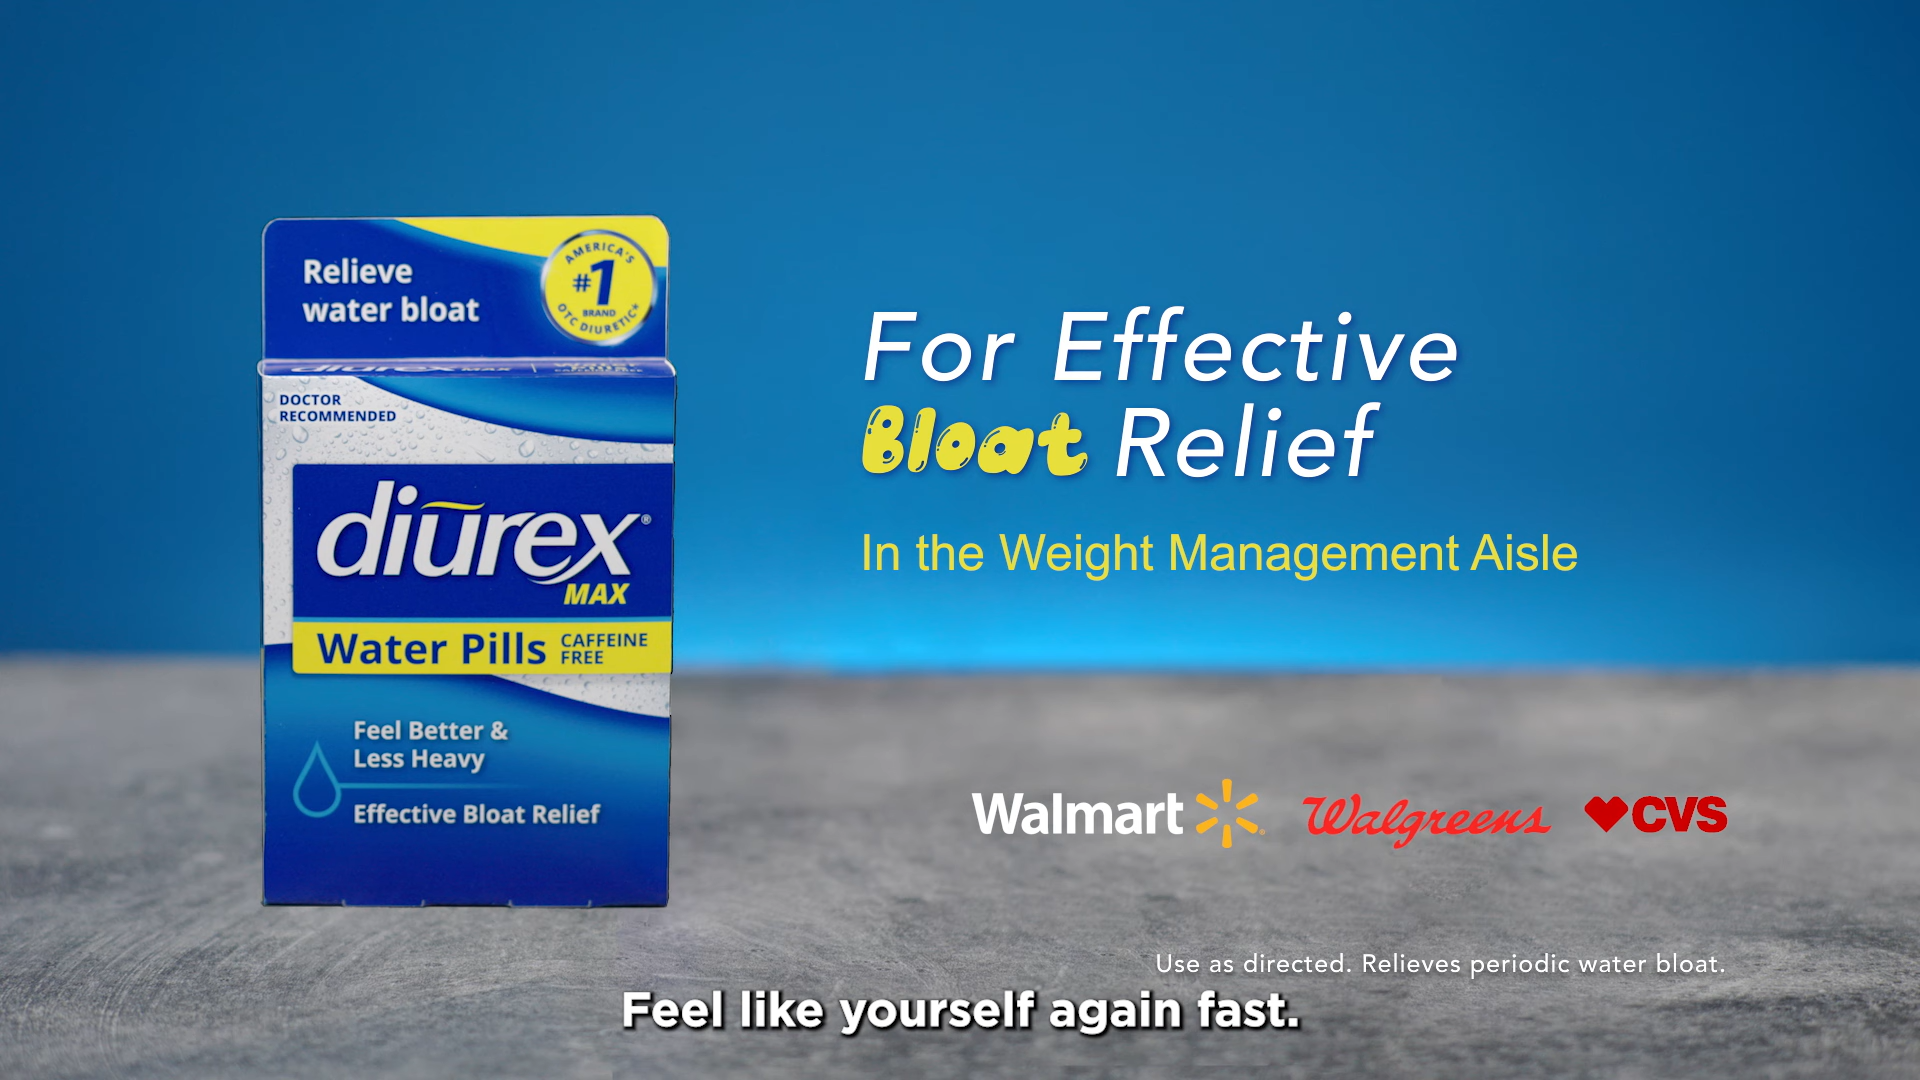 Relieve
water bloat
AMERICA'S
#1
BRAND
OTC DIURETIC*
diurex MAX
DOCTOR
RECOMMENDED
diūrex®
MAX
Water Pills CAFFEINE
FREE
Feel Better &
Less Heavy
Effective Bloat Relief
For Effective
Bloat Relief
In the Weight Management Aisle
Walmart Walgreens CVS
Use as directed. Relieves periodic water bloat.
Feel like yourself again fast.